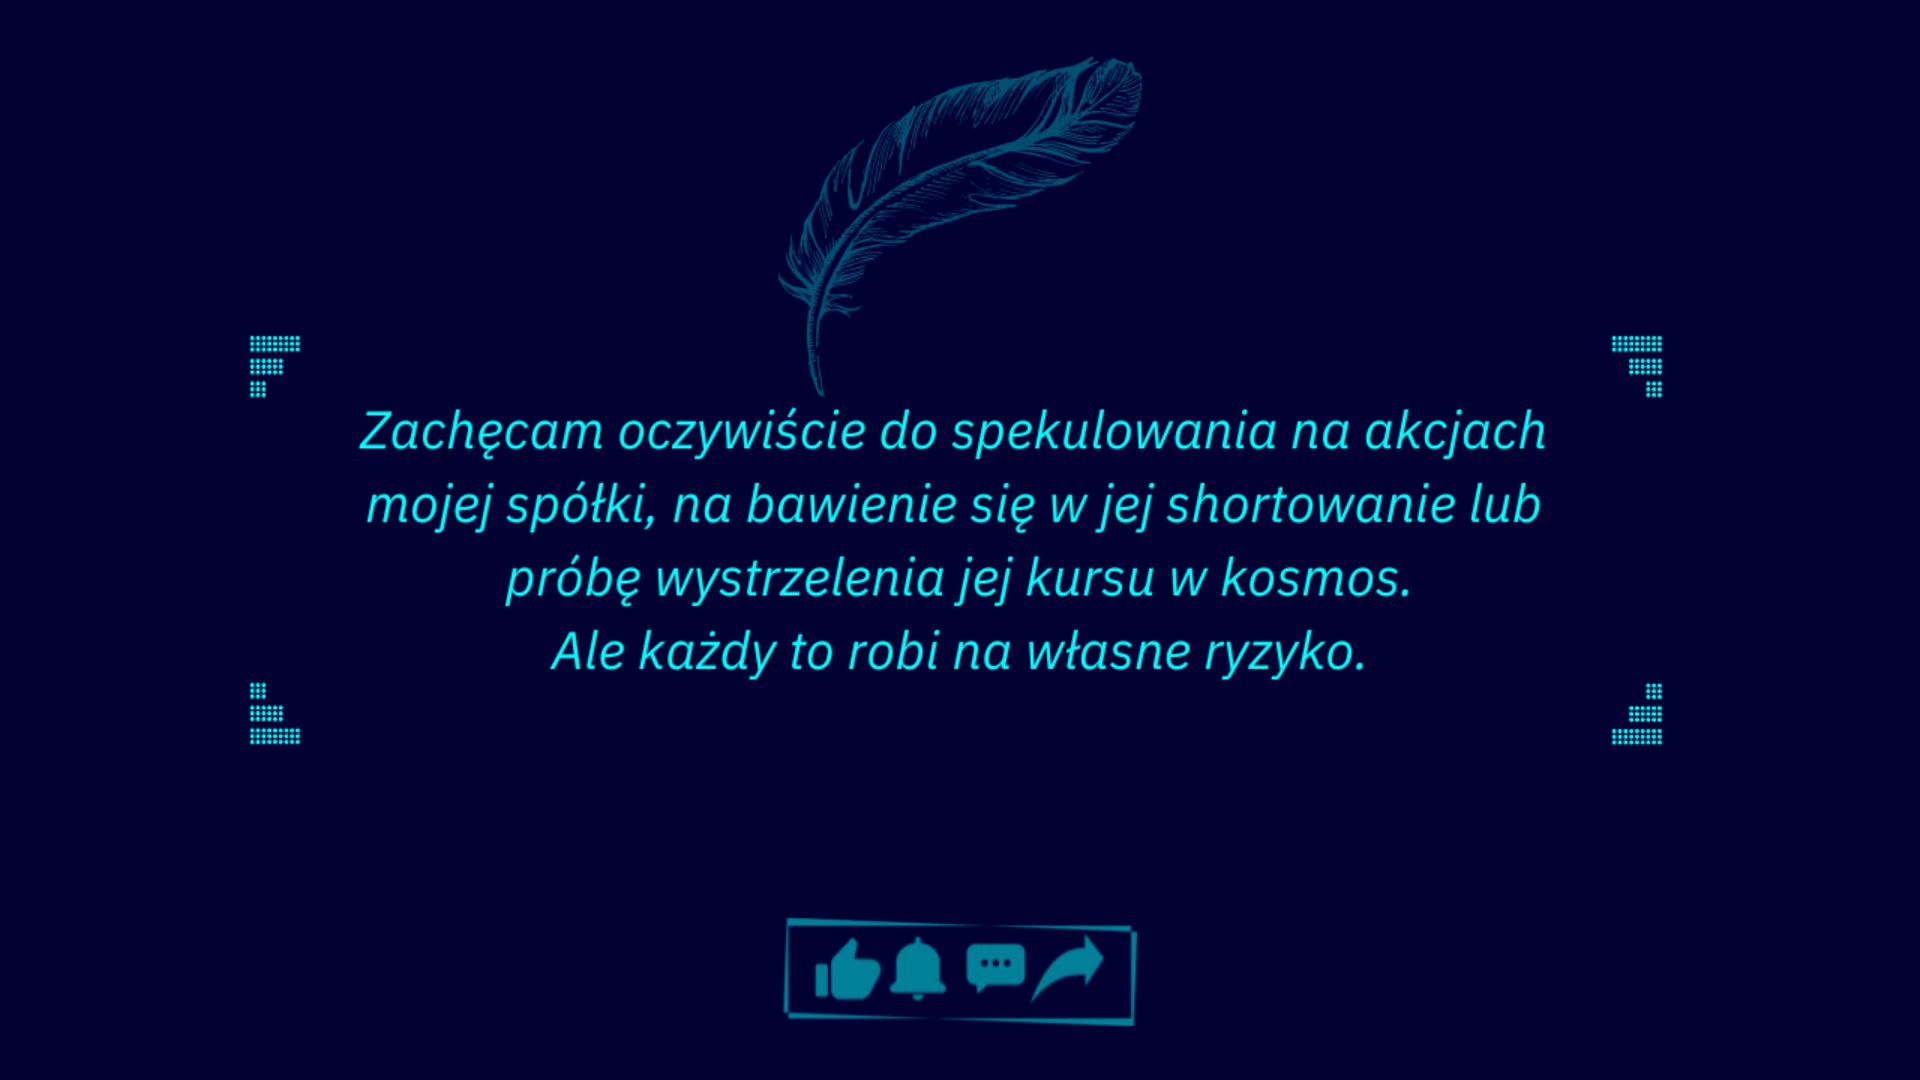 Zachęcam oczywiście do spekulowania na akcjach
mojej spółki, na bawienie się w jej shortowanie lub
próbę wystrzelenia jej kursu w kosmos.
Ale każdy to robi na własne ryzyko.